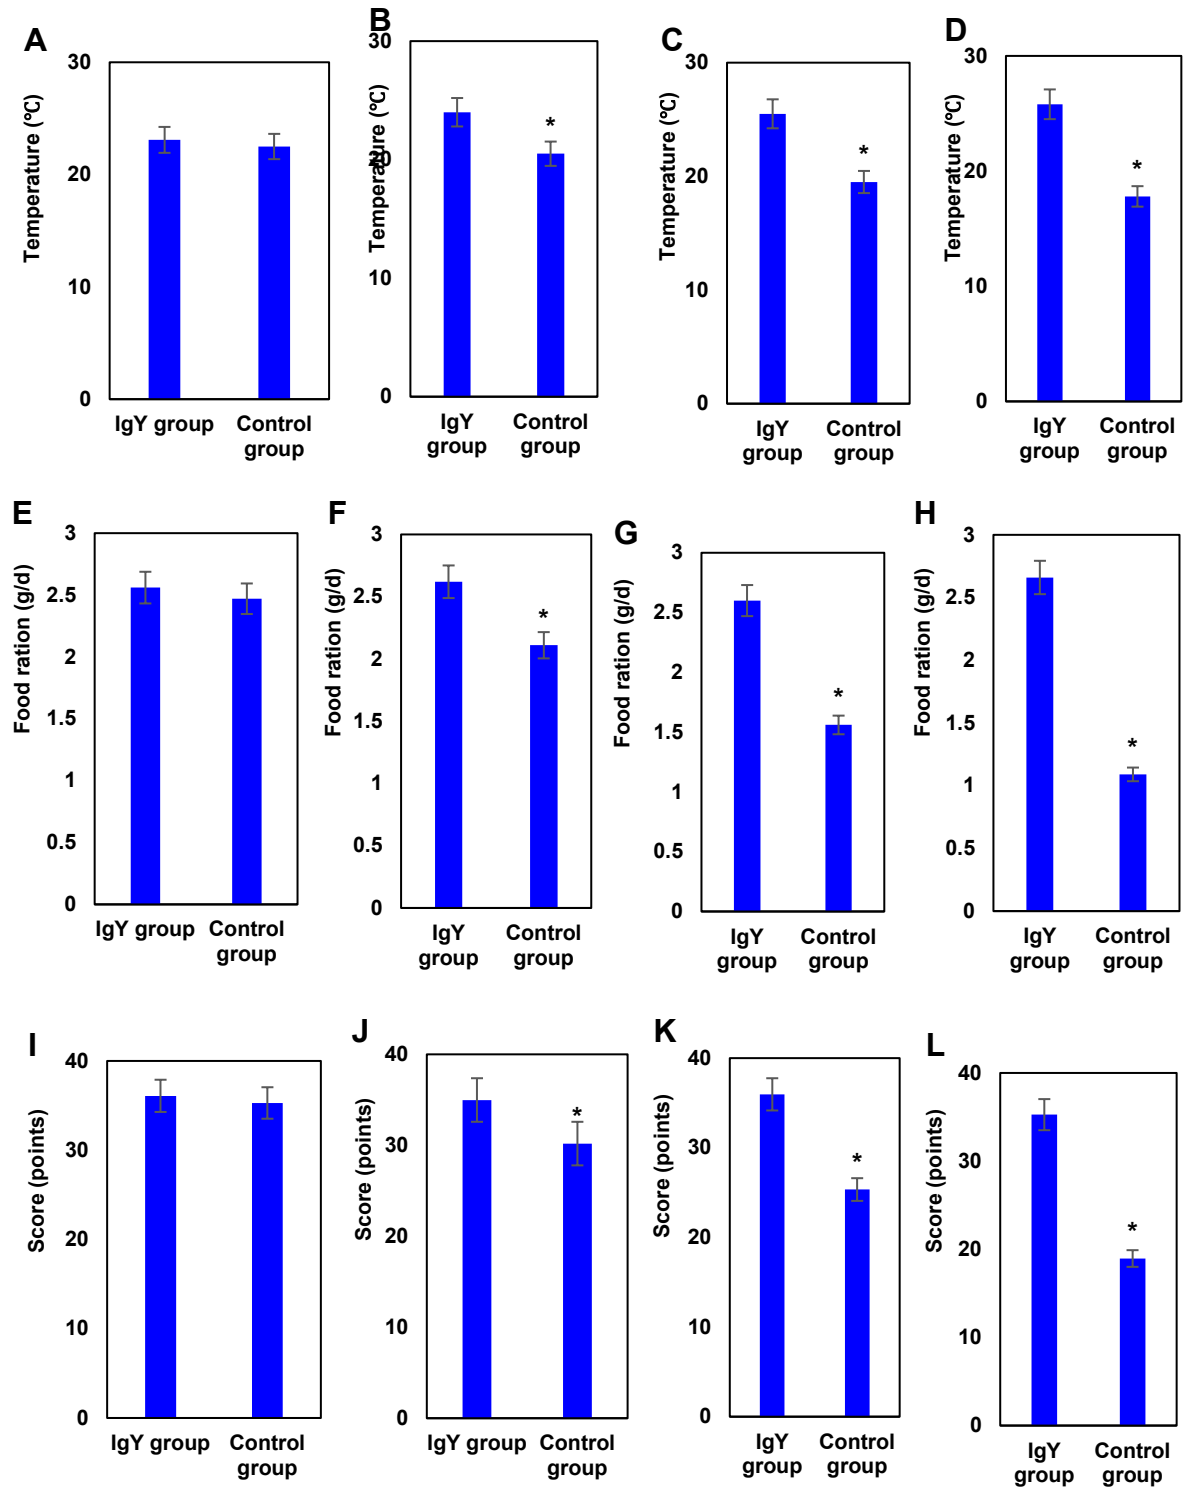 A
Temperature (℃)
30
20
10
0
IgY group
Control
group
B
Temperature (℃)
30
20
10
0
*
IgY
group
Control
group
C
Temperature (℃)
30
20
10
0
*
IgY
group
Control
group
D
Temperature (℃)
30
20
10
0
*
IgY
group
Control
group
E
Food ration (g/d)
3
2.5
2
1.5
1
0.5
0
IgY group
Control
group
F
Food ration (g/d)
3
2.5
2
1.5
1
0.5
0
*
IgY
group
Control
group
G
Food ration (g/d)
3
2.5
2
1.5
1
0.5
0
*
IgY
group
Control
group
H
Food ration (g/d)
3
2.5
2
1.5
1
0.5
0
*
IgY
group
Control
group
I
Score (points)
40
30
20
10
0
IgY group
Control
group
J
Score (points)
40
30
20
10
0
*
IgY group
Control
group
K
Score (points)
40
30
20
10
0
*
IgY
group
Control
group
L
Score (points)
40
30
20
10
0
*
IgY
group
Control
group